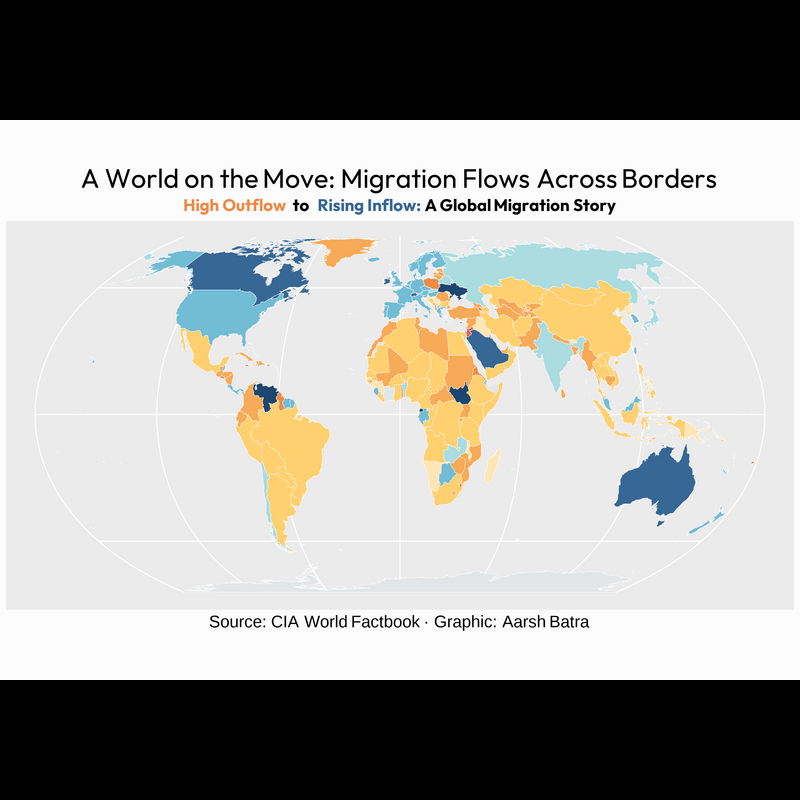 A World on the Move: Migration Flows Across Borders
High Outflow to Rising Inflow: A Global Migration Story
Source: CIA World Factbook · Graphic: Aarsh Batra